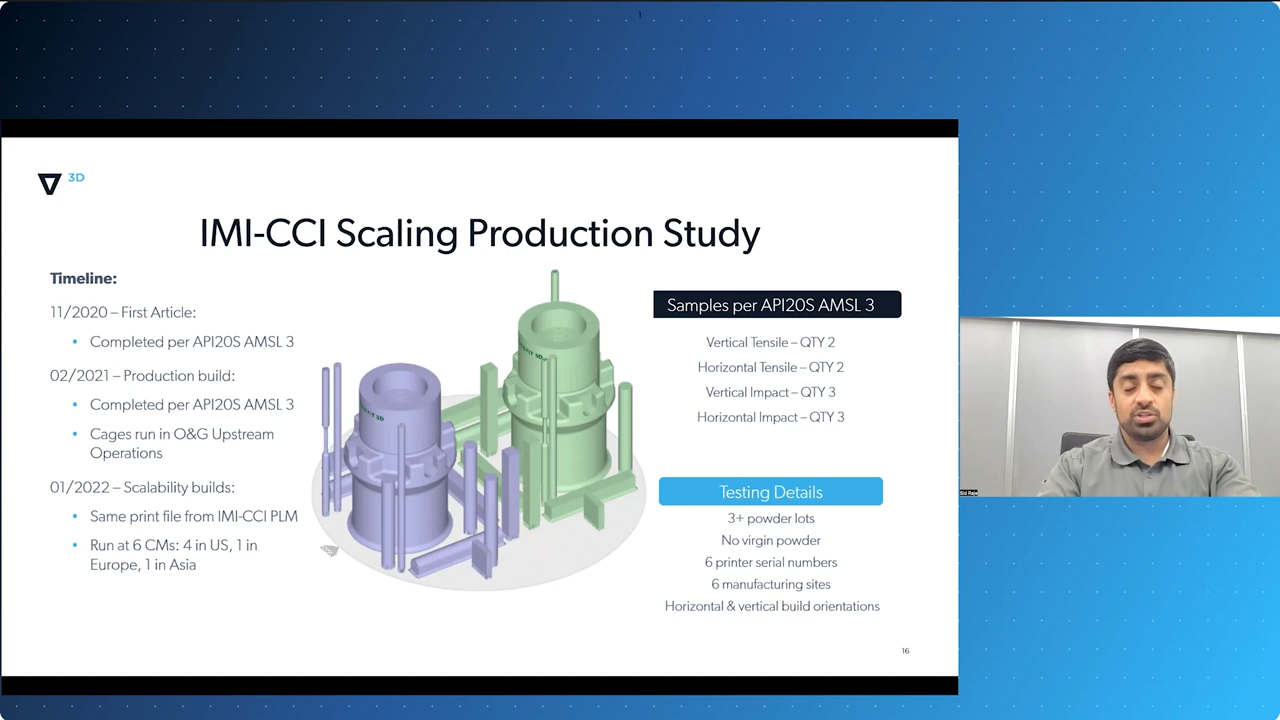 1
3D
IMI-CCI Scaling Production Study
Timeline:
11/2020 – First Article:
• Completed per API20S AMSL 3
02/2021 – Production build:
• Completed per API20S AMSL 3
• Cages run in O&G Upstream
Operations
01/2022 – Scalability builds:
• Same print file from IMI-CCI PLM
• Run at 6 CMs: 4 in US, 1 in
Europe, 1 in Asia
Samples per API20S AMSL 3
Vertical Tensile – QTY 2
Horizontal Tensile – QTY 2
Vertical Impact – QTY 3
Horizontal Impact – QTY 3
Testing Details
3+ powder lots
No virgin powder
6 printer serial numbers
6 manufacturing sites
Horizontal & vertical build orientations
16